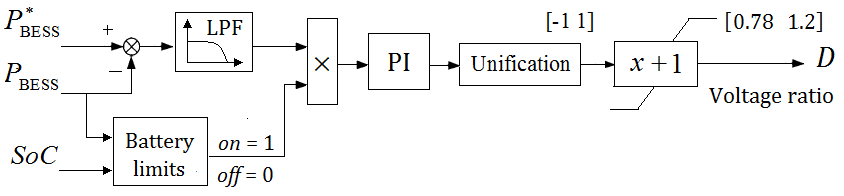 P*BESS
+
LPF
[-1 1]
[0.78 1.2]
−
×
PI
Unification
x + 1
D
PBESS
Voltage ratio
SoC
Battery
limits
on = 1
off = 0